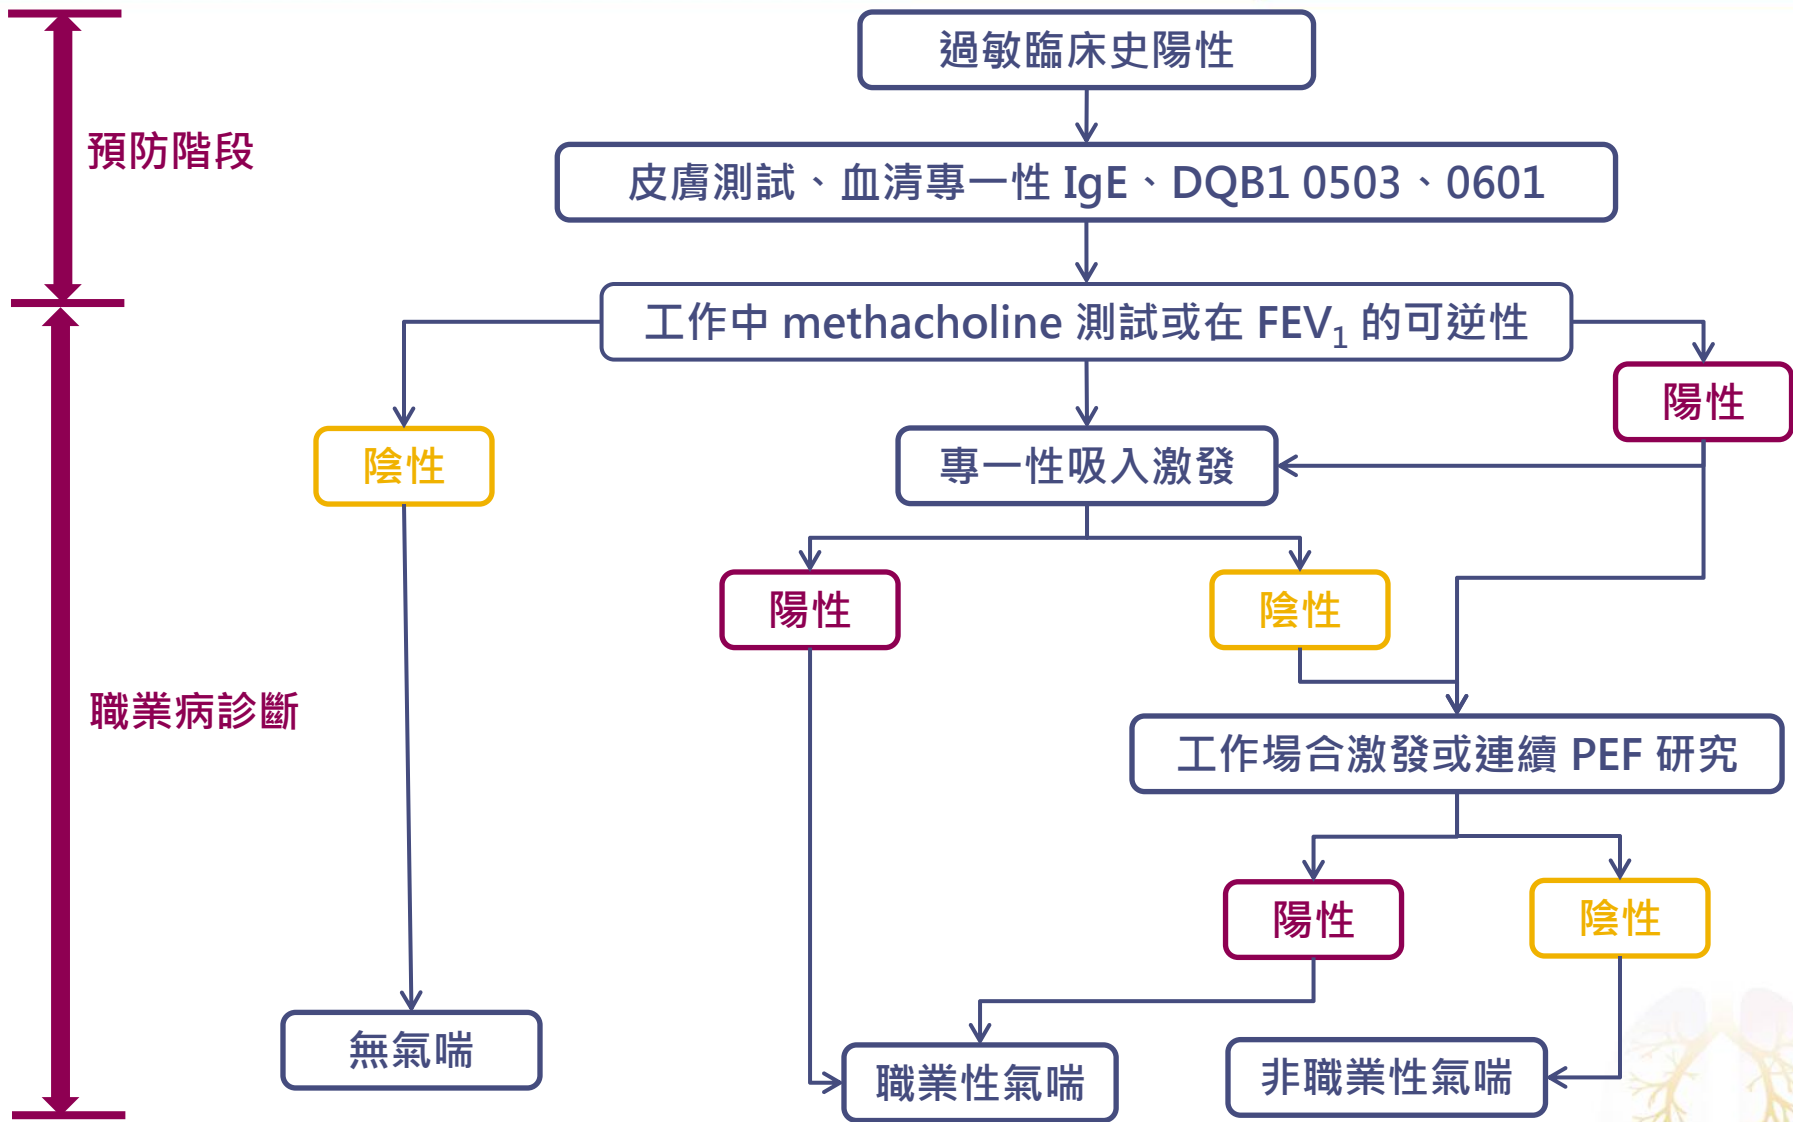 過敏臨床史陽性
預防階段
皮膚測試、血清專一性 IgE、DQB1 0503、0601
工作中 methacholine 測試或在 FEV₁ 的可逆性
陽性
陰性
專一性吸入激發
陽性
陰性
職業病診斷
工作場合激發或連續 PEF 研究
陽性
陰性
無氣喘
職業性氣喘
非職業性氣喘